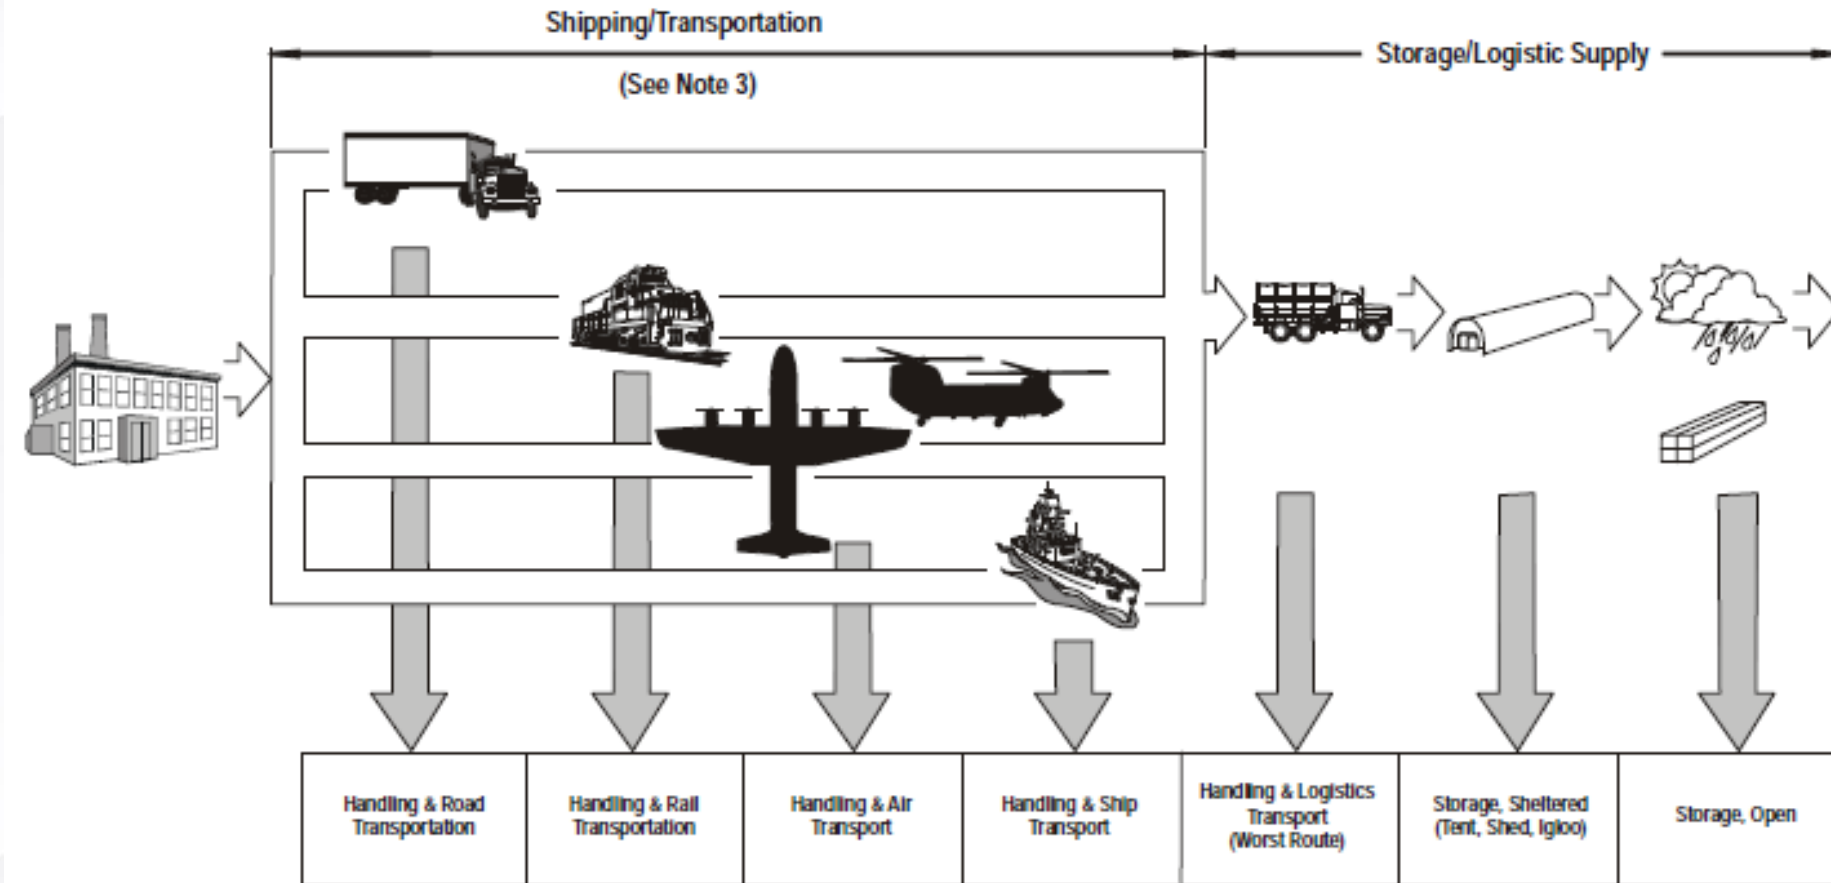 Shipping/Transportation
Storage/Logistic Supply
(See Note 3)
Handling & Road
Transportation
Handling & Rail
Transportation
Handling & Air
Transport
Handling & Ship
Transport
Handling & Logistics
Transport
(Worst Route)
Storage, Sheltered
(Tent, Shed, Igloo)
Storage, Open